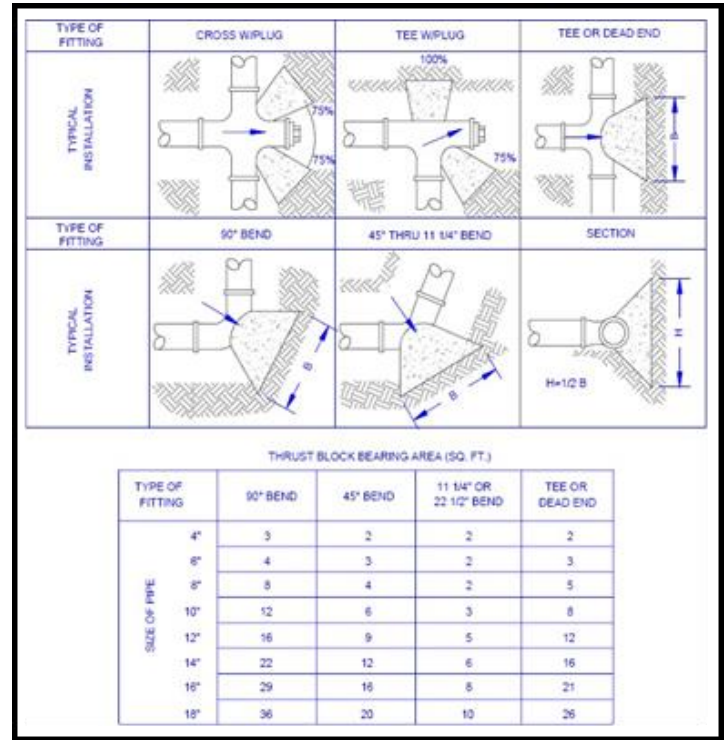 TYPE OF FITTING
CROSS W/PLUG
TEE W/PLUG
TEE OR DEAD END
TYPICAL INSTALLATION
75%
75%
100%
75%
B
TYPE OF FITTING
90° BEND
45° THRU 11 1/4° BEND
SECTION
TYPICAL INSTALLATION
B
B
H
H=1/2 B
THRUST BLOCK BEARING AREA (SQ. FT.)
TYPE OF FITTING
90° BEND
45° BEND
11 1/4° OR 22 1/2° BEND
TEE OR DEAD END
SIZE OF PIPE
4" 3 2 2 2
6" 4 3 2 3
8" 8 4 2 5
10" 12 6 3 8
12" 16 9 5 12
14" 22 12 6 16
16" 29 16 8 21
18" 36 20 10 26